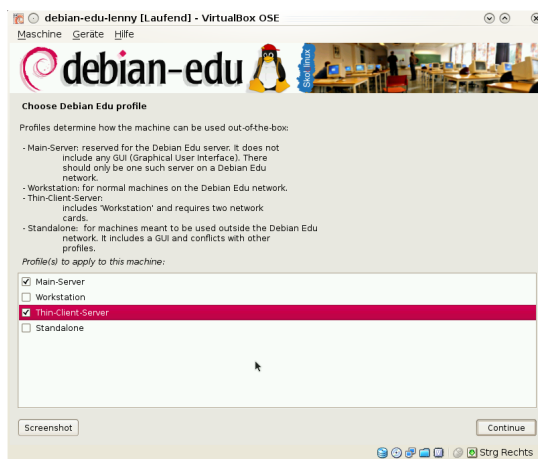 debian-edu-lenny [Laufend] - VirtualBox OSE
Maschine Geräte Hilfe
debian-edu
Skolelinux
Choose Debian Edu profile
Profiles determine how the machine can be used out-of-the-box:
- Main-Server: reserved for the Debian Edu server. It does not
include any GUI (Graphical User Interface). There
should only be one such server on a Debian Edu
network.
- Workstation: for normal machines on the Debian Edu network.
- Thin-Client-Server:
includes 'Workstation' and requires two network
cards.
- Standalone: for machines meant to be used outside the Debian Edu
network. It includes a GUI and conflicts with other
profiles.
Profile(s) to apply to this machine:
Main-Server
Workstation
Thin-Client-Server
Standalone
Screenshot
Continue
Strg Rechts